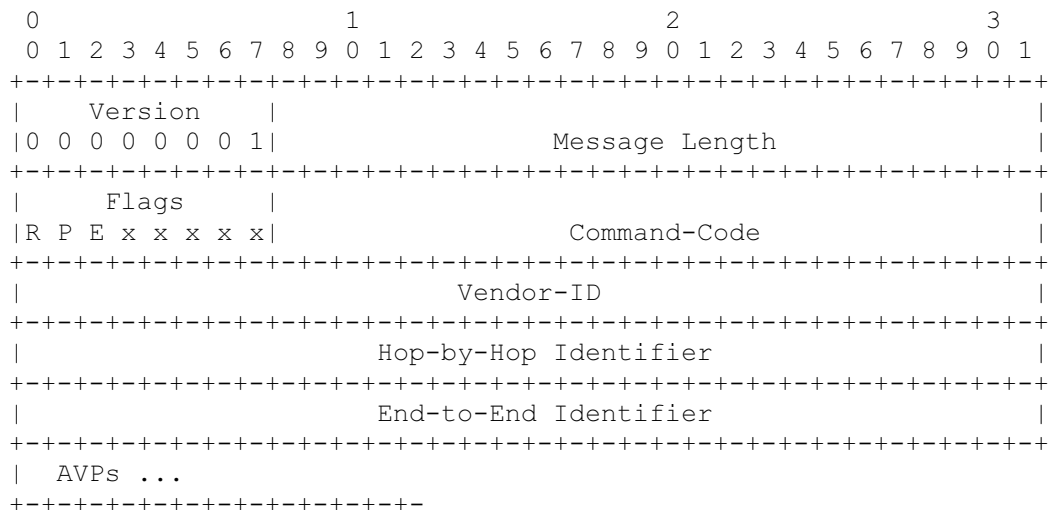 0                   1                   2                   3
 0 1 2 3 4 5 6 7 8 9 0 1 2 3 4 5 6 7 8 9 0 1 2 3 4 5 6 7 8 9 0 1
+-+-+-+-+-+-+-+-+-+-+-+-+-+-+-+-+-+-+-+-+-+-+-+-+-+-+-+-+-+-+-+-+
|    Version    |                                               |
|0 0 0 0 0 0 0 1|                 Message Length                |
+-+-+-+-+-+-+-+-+-+-+-+-+-+-+-+-+-+-+-+-+-+-+-+-+-+-+-+-+-+-+-+-+
|     Flags     |                                               |
|R P E x x x x x|                  Command-Code                 |
+-+-+-+-+-+-+-+-+-+-+-+-+-+-+-+-+-+-+-+-+-+-+-+-+-+-+-+-+-+-+-+-+
|                           Vendor-ID                           |
+-+-+-+-+-+-+-+-+-+-+-+-+-+-+-+-+-+-+-+-+-+-+-+-+-+-+-+-+-+-+-+-+
|                      Hop-by-Hop Identifier                    |
+-+-+-+-+-+-+-+-+-+-+-+-+-+-+-+-+-+-+-+-+-+-+-+-+-+-+-+-+-+-+-+-+
|                      End-to-End Identifier                    |
+-+-+-+-+-+-+-+-+-+-+-+-+-+-+-+-+-+-+-+-+-+-+-+-+-+-+-+-+-+-+-+-+
|  AVPs ...
+-+-+-+-+-+-+-+-+-+-+-+-+-